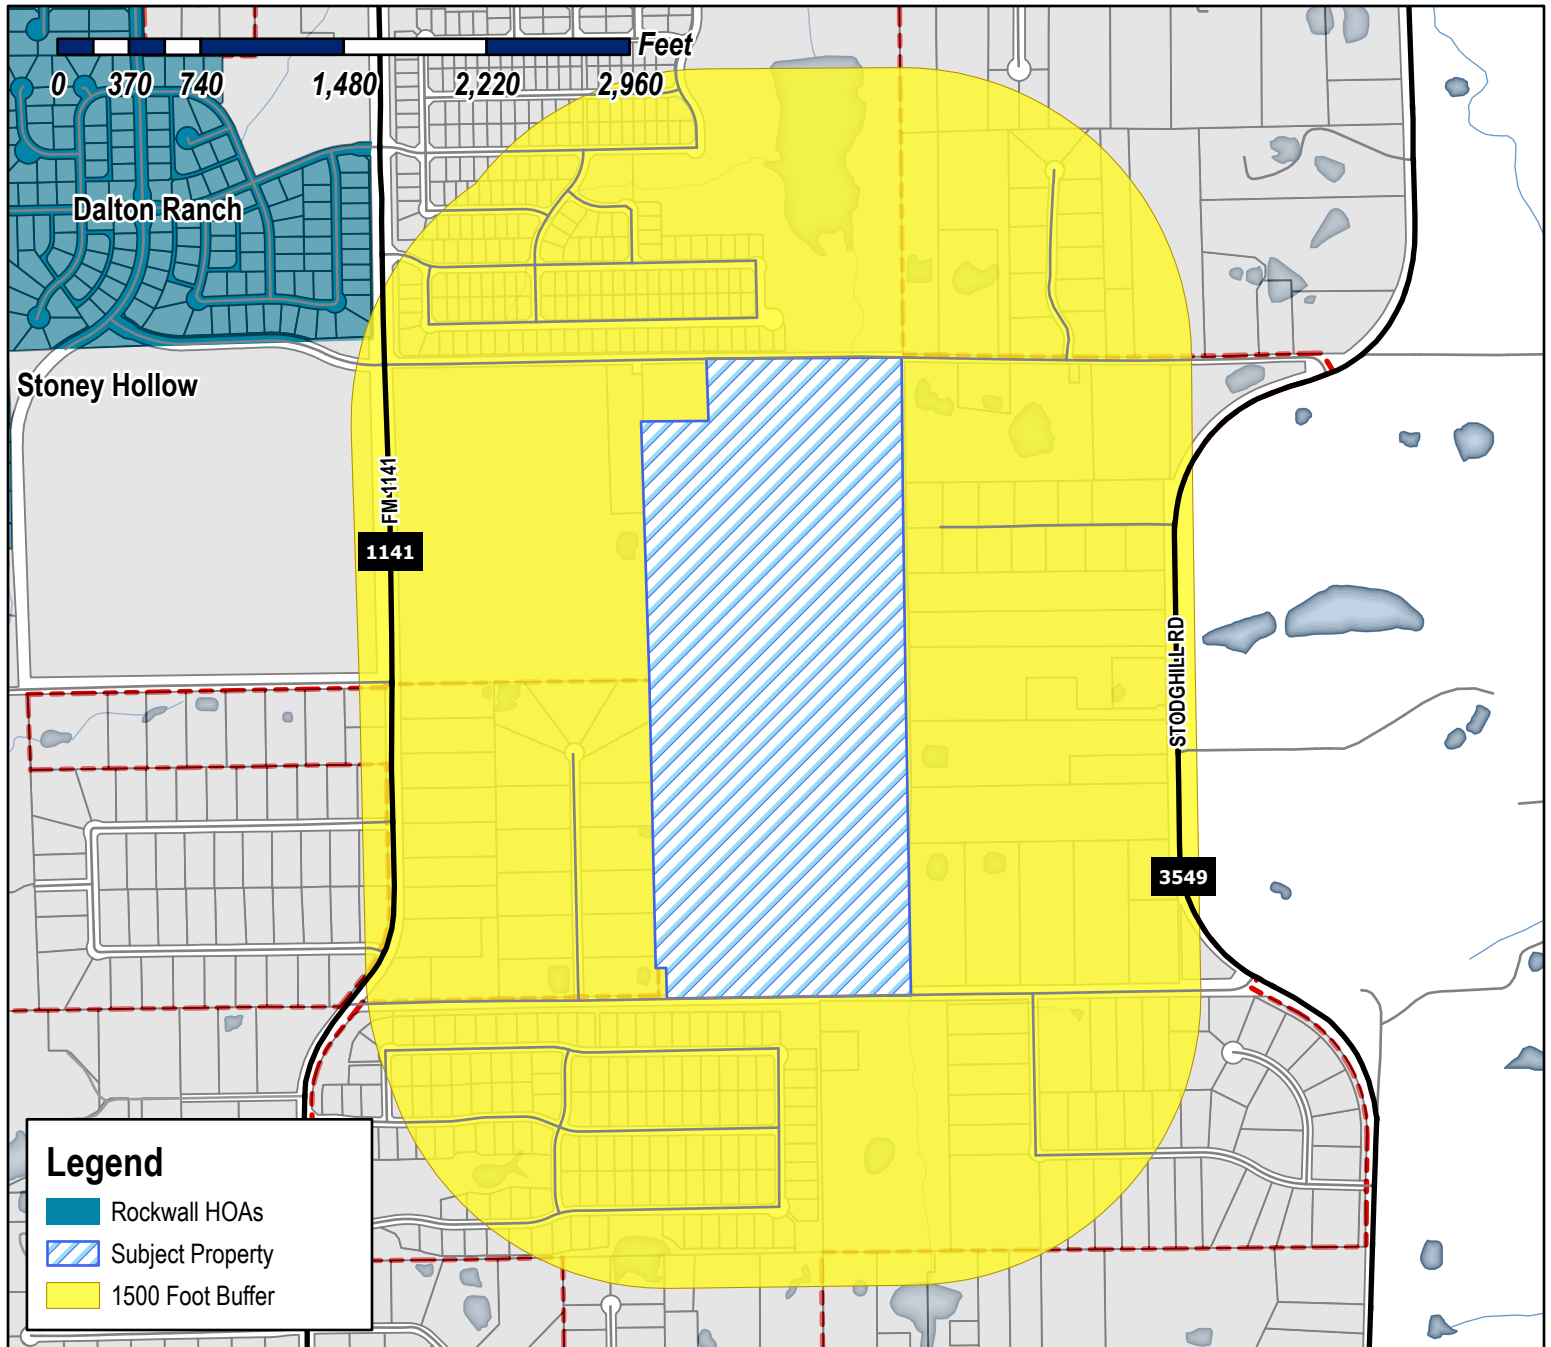 Feet
0 370 740 1,480 2,220 2,960
Dalton Ranch
Stoney Hollow
FM 1141
1141
STODGHILL RD
3549
Legend
Rockwall HOAs
Subject Property
1500 Foot Buffer